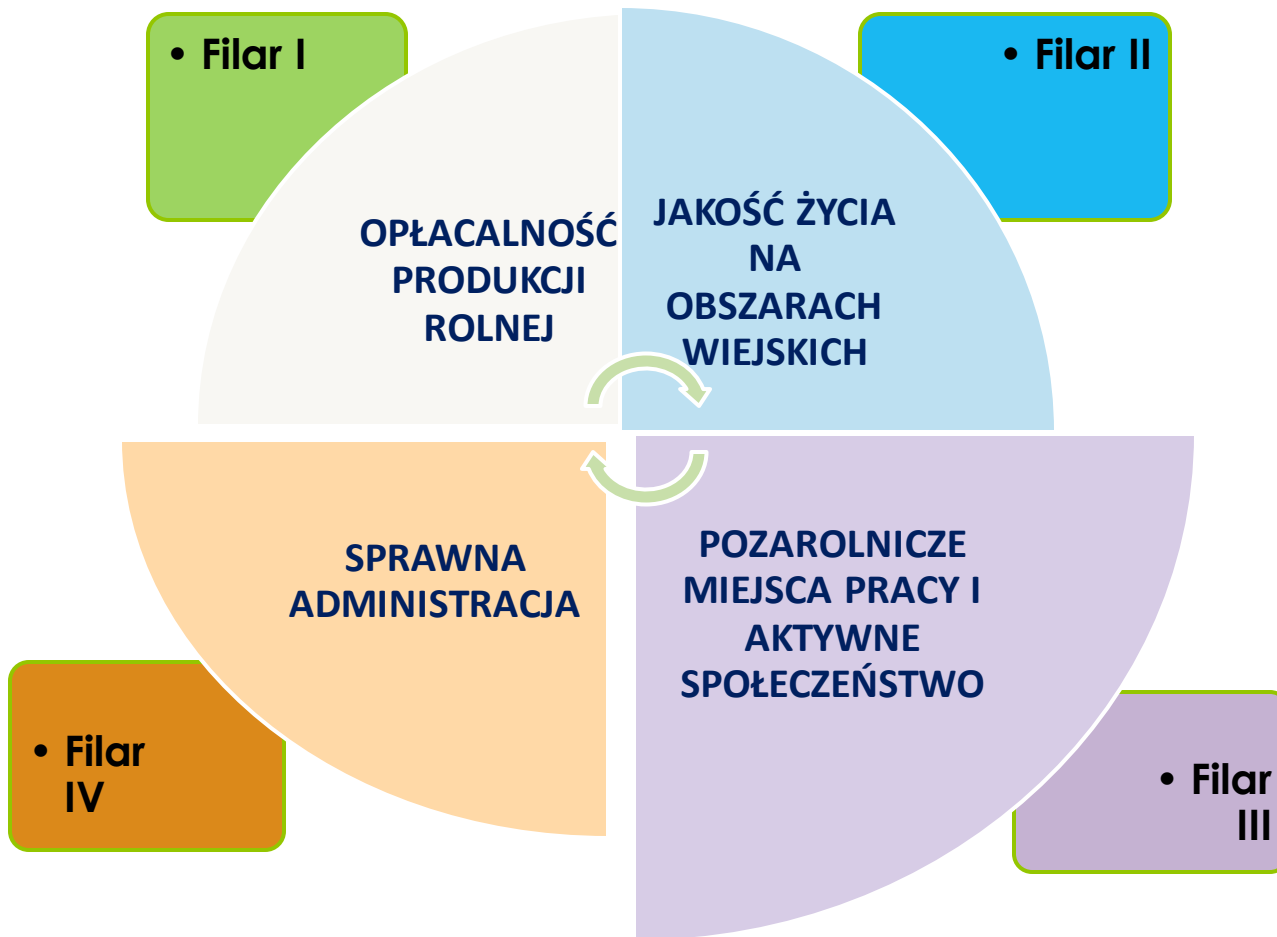 • Filar I
• Filar II
OPŁACALNOŚĆ
PRODUKCJI
ROLNEJ
JAKOŚĆ ŻYCIA
NA
OBSZARACH
WIEJSKICH
SPRAWNA
ADMINISTRACJA
POZAROLNICZE
MIEJSCA PRACY I
AKTYWNE
SPOŁECZEŃSTWO
• Filar
IV
• Filar
III